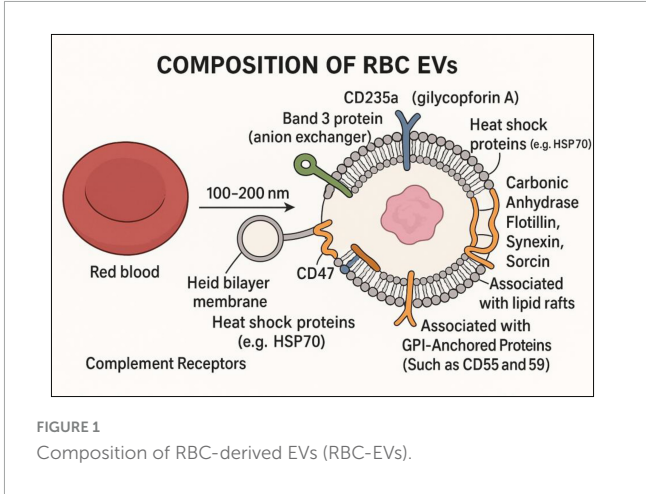 COMPOSITION OF RBC EVs
CD235a (gilycopforin A)
Band 3 protein
(anion exchanger)
Heat shock
proteins (e.g. HSP70)
100–200 nm
Carbonic
Anhydrase
Flotillin,
Synexin,
Sorcin
Red blood
CD47
Heid bilayer
membrane
Associated
with lipid rafts
Heat shock proteins
(e.g. HSP70)
Associated with
GPI-Anchored Proteins
(Such as CD55 and 59)
Complement Receptors
FIGURE 1
Composition of RBC-derived EVs (RBC-EVs).